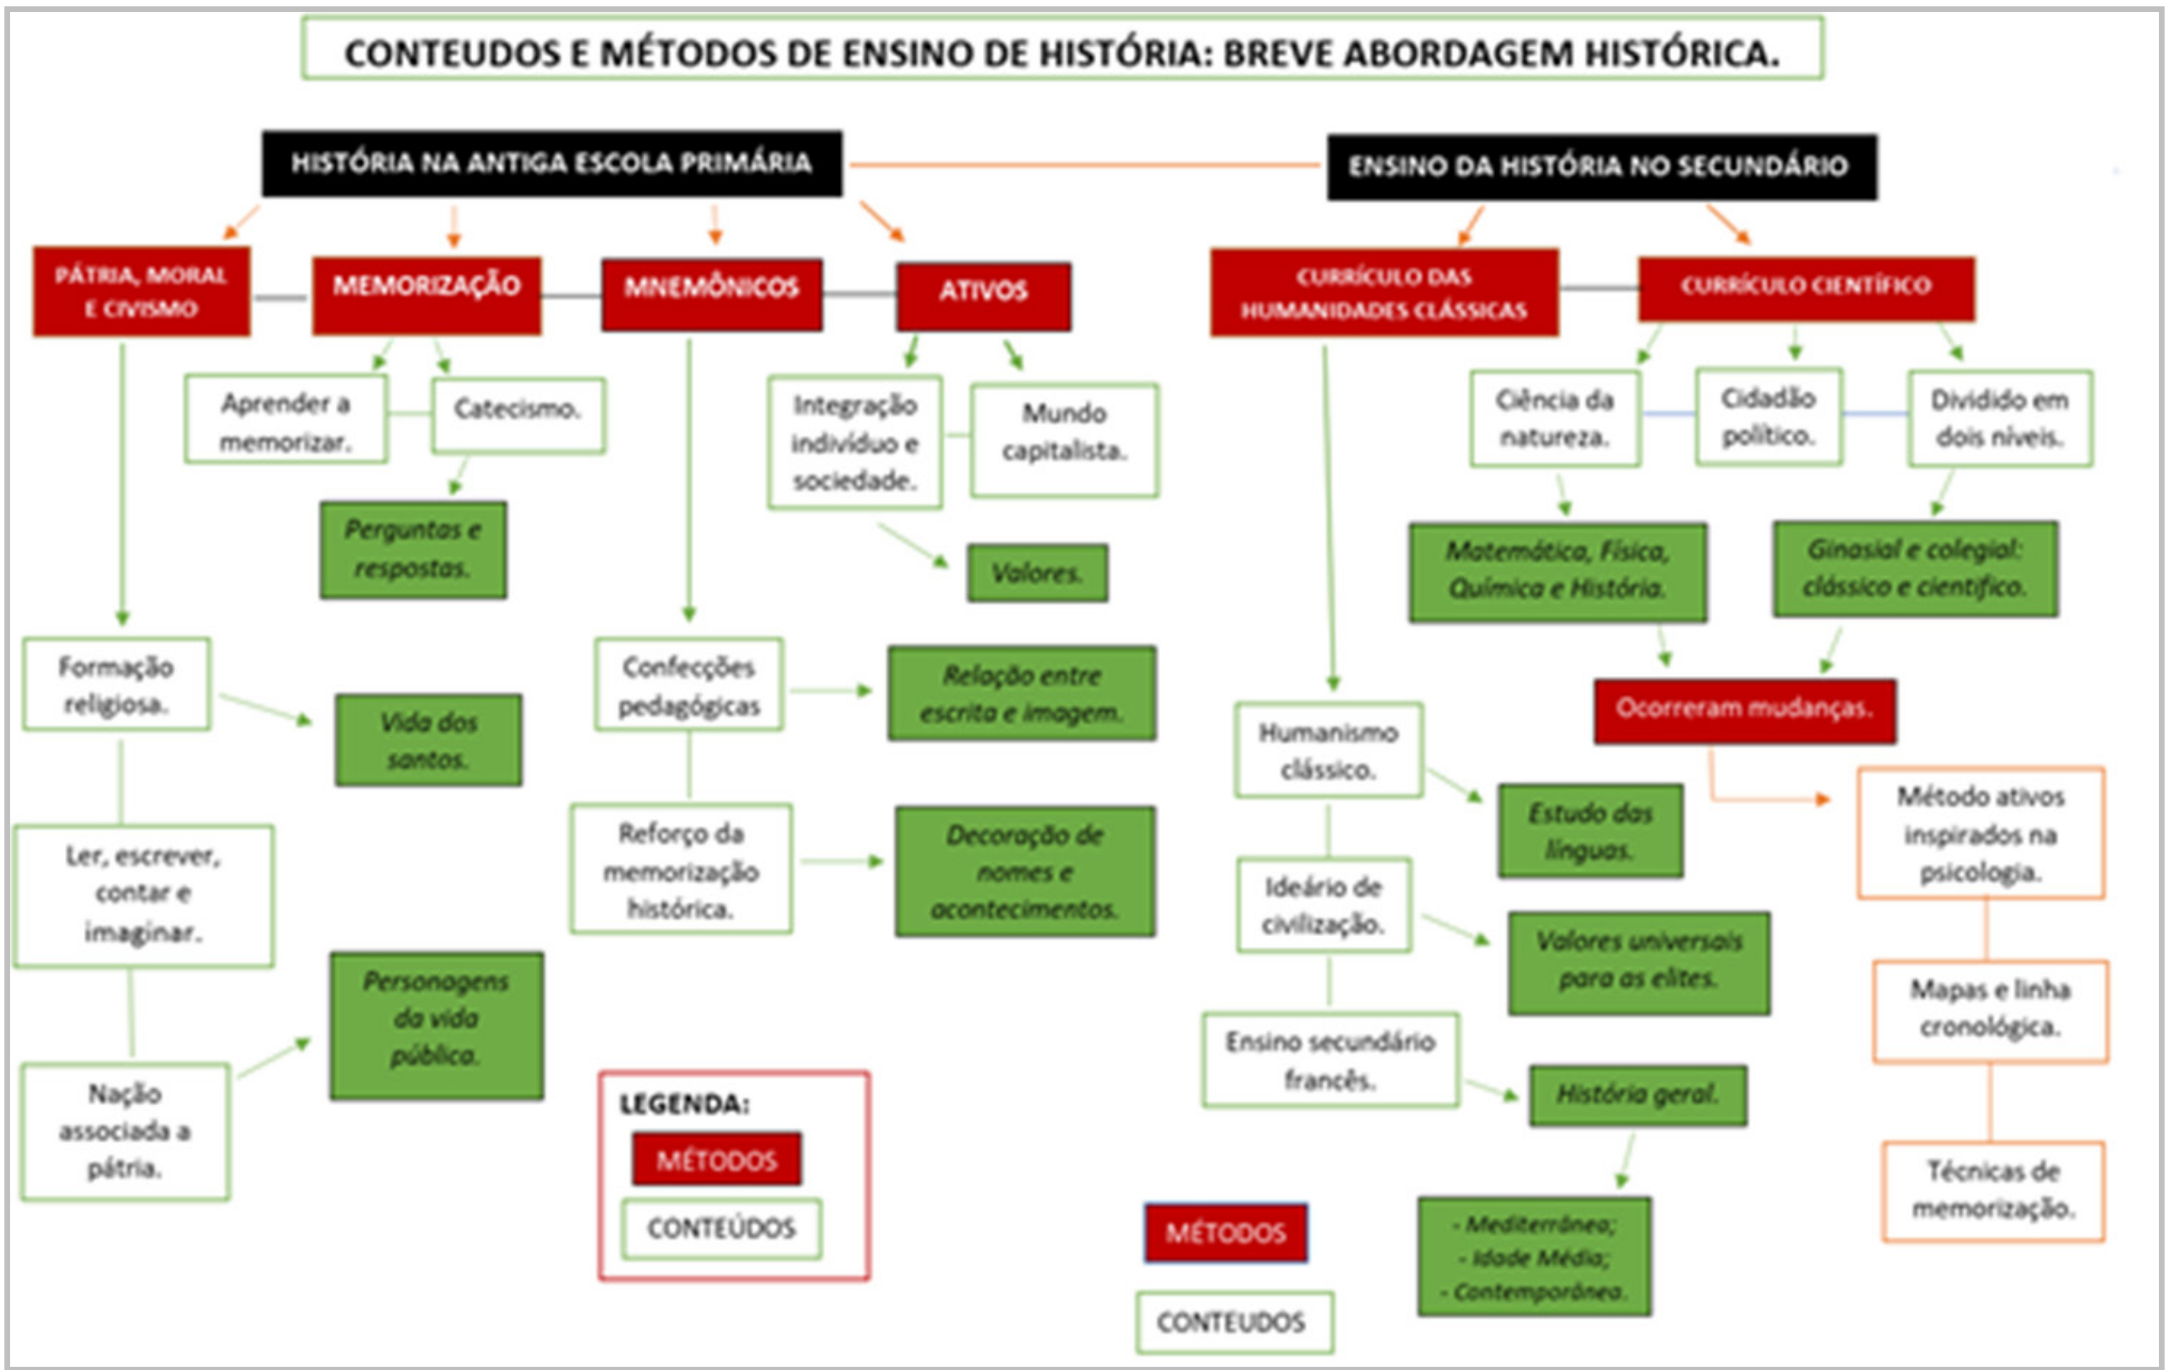 CONTEUDOS E MÉTODOS DE ENSINO DE HISTÓRIA: BREVE ABORDAGEM HISTÓRICA.
HISTÓRIA NA ANTIGA ESCOLA PRIMÁRIA
ENSINO DA HISTÓRIA NO SECUNDÁRIO
PÁTRIA, MORAL
E CIVISMO
MEMORIZAÇÃO
MNEMÔNICOS
ATIVOS
CURRÍCULO DAS
HUMANIDADES CLÁSSICAS
CURRÍCULO CIENTÍFICO
Aprender a
memorizar.
Catecismo.
Integração
indivíduo e
sociedade.
Mundo
capitalista.
Ciência da
natureza.
Cidadão
político.
Dividido em
dois níveis.
Perguntas e
respostas.
Valores.
Matemática, Física,
Química e História.
Ginasial e colegial:
clássico e cientifico.
Formação
religiosa.
Vida dos
santos.
Confecções
pedagógicas
Relação entre
escrita e imagem.
Ocorreram mudanças.
Humanismo
clássico.
Estudo das
línguas.
Método ativos
inspirados na
psicologia.
Ler, escrever,
contar e
imaginar.
Reforço da
memorização
histórica.
Decoração de
nomes e
acontecimentos.
Ideário de
civilização.
Valores universais
para as elites.
Personagens
da vida
pública.
Mapas e linha
cronológica.
Ensino secundário
francês.
História geral.
Nação
associada a
pátria.
LEGENDA:
MÉTODOS
CONTEÚDOS
Técnicas de
memorização.
MÉTODOS
CONTEUDOS
- Mediterrânea;
- Idade Média;
- Contemporânea.